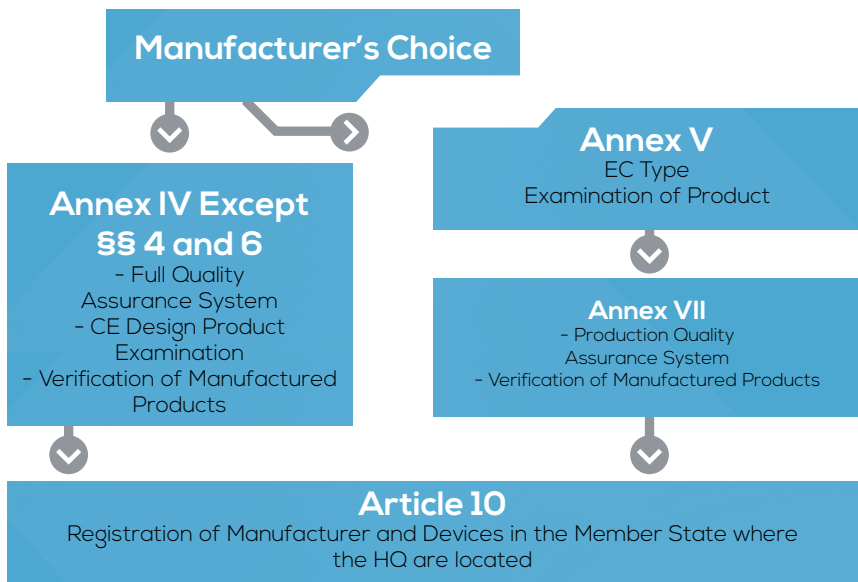 Manufacturer's Choice
Annex IV Except
§§ 4 and 6
- Full Quality
Assurance System
- CE Design Product
Examination
- Verification of Manufactured
Products
Annex V
EC Type
Examination of Product
Annex VII
- Production Quality
Assurance System
- Verification of Manufactured Products
Article 10
Registration of Manufacturer and Devices in the Member State where
the HQ are located